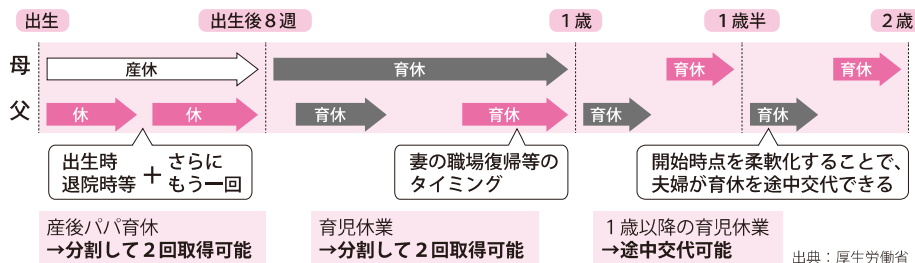 出生 出生後8週 1歳 1歳半 2歳
母 産休 育休 育休 育休
父 休 休 育休 育休 育休 育休
出生時
退院時等 + さらに
もう一回
妻の職場復帰等の
タイミング
開始時点を柔軟化することで、
夫婦が育休を途中交代できる
産後パパ育休
→分割して2回取得可能
育児休業
→分割して2回取得可能
1歳以降の育児休業
→途中交代可能
出典：厚生労働省